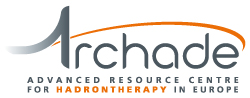 Archade
ADVANCED RESOURCE CENTRE
FOR HADRONTHERAPY IN EUROPE